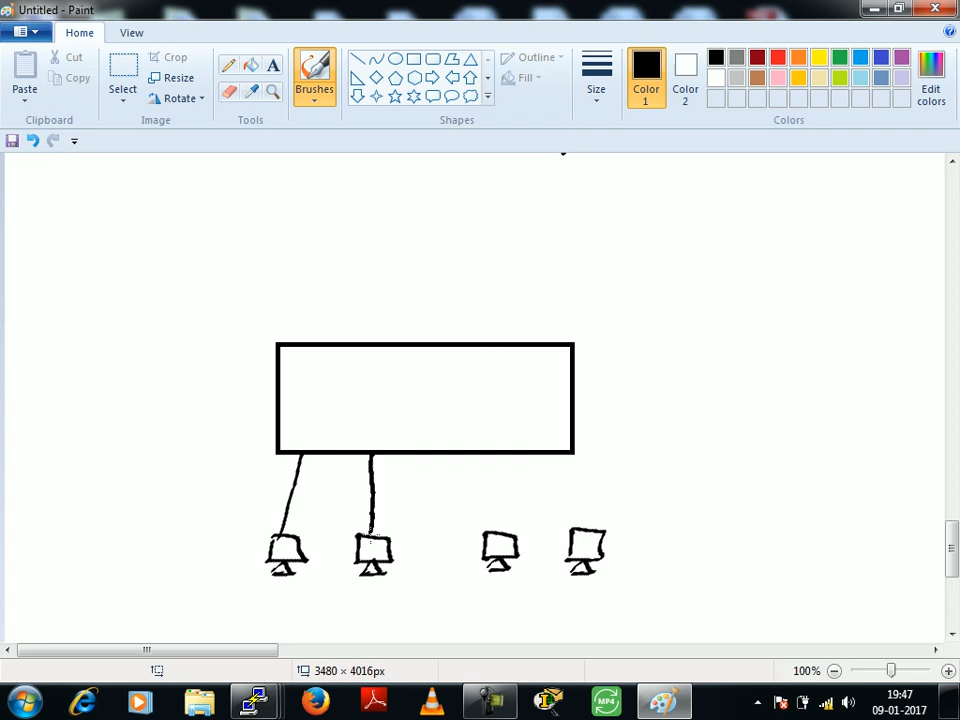 Untitled - Paint
Home
View
Paste
Cut
Copy
Clipboard
Select
Crop
Resize
Rotate
Image
Tools
Brushes
Shapes
Outline
Fill
Size
Color
1
Color
2
Colors
Edit
colors
3480 × 4016px
100%
MP4
19:47
09-01-2017